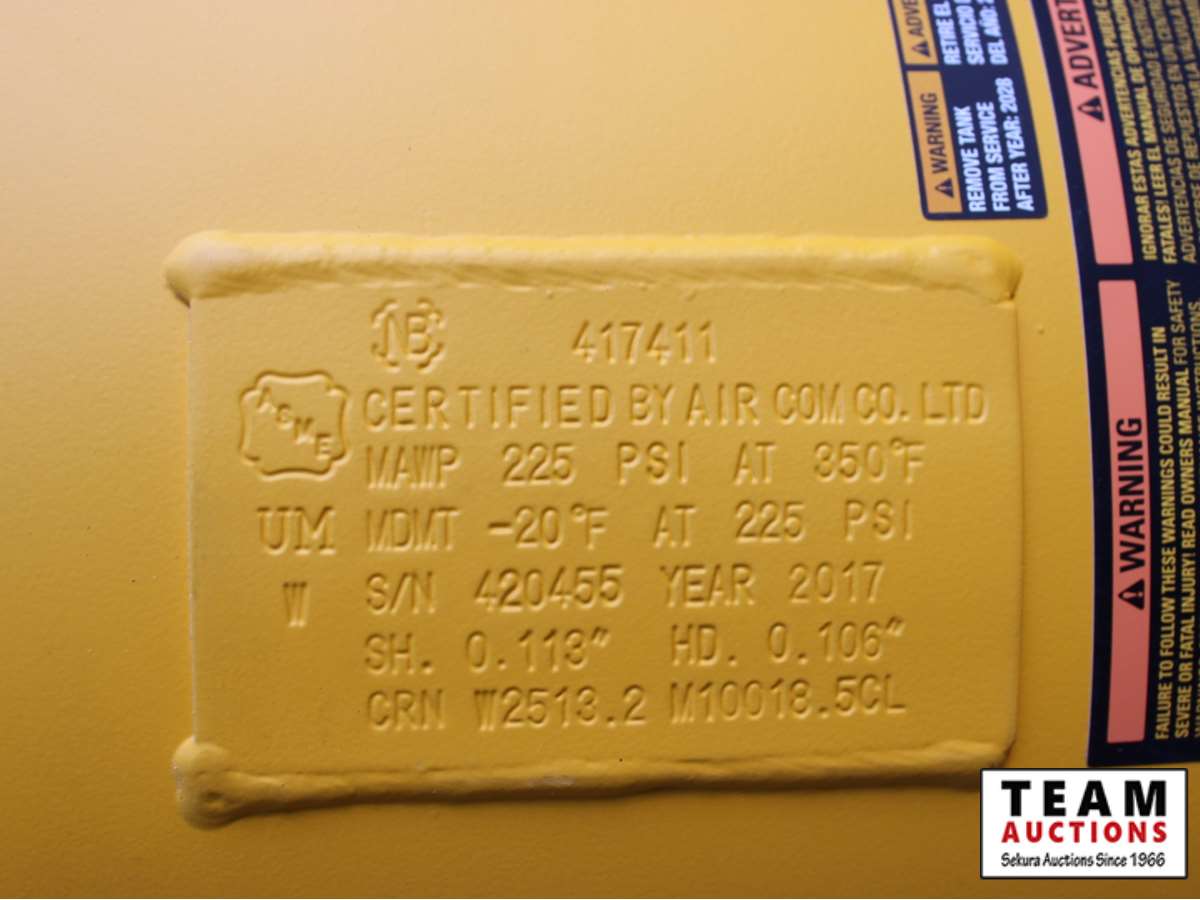 NB 417411
ASME
CERTIFIED BY AIR COM CO. LTD
MAWP 225 PSI AT 350°F
UM MDMT -20°F AT 225 PSI
W S/N 420455 YEAR 2017
SH. 0.113" HD. 0.106"
CRN W2513.2 M10018.5CL
WARNING
REMOVE TANK
FROM SERVICE
AFTER YEAR: 2028
RETIRE EL
SERVICIO D
DEL AÑO: 2
ADVERT
IGNORAR ESTAS ADVERTENCIAS PUEDE C
FATALES! LEER EL MANUAL DE OPERACION
WARNING
FAILURE TO FOLLOW THESE WARNINGS COULD RESULT IN
SEVERE OR FATAL INJURY! READ OWNERS MANUAL FOR SAFETY
TEAM
AUCTIONS
Sekura Auctions Since 1966